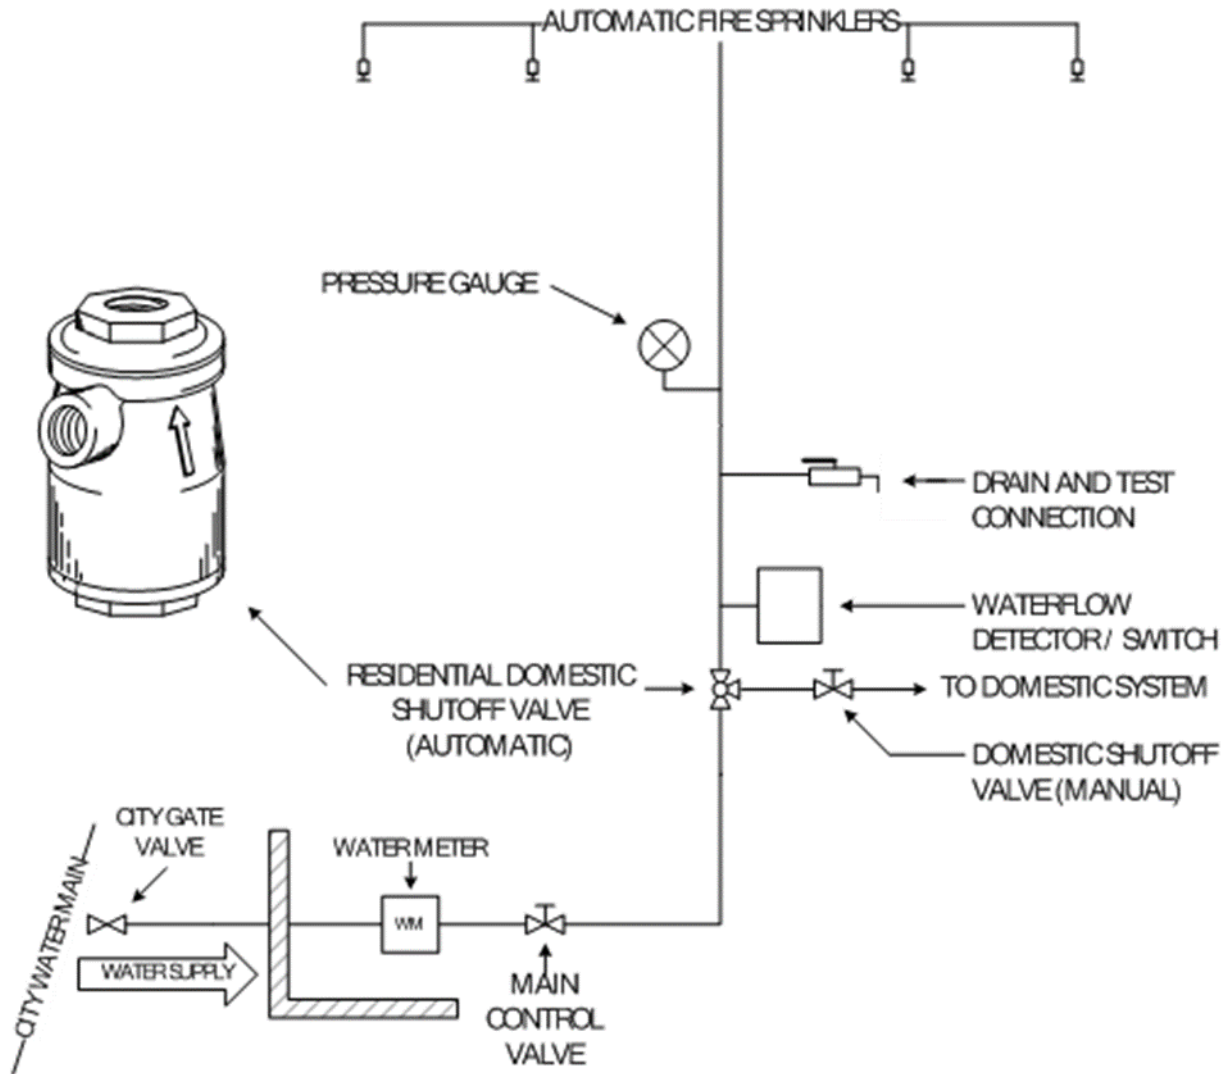 AUTOMATIC FIRE SPRINKLERS
PRESSURE GAUGE
DRAIN AND TEST
CONNECTION
WATERFLOW
DETECTOR / SWITCH
RESIDENTIAL DOMESTIC
SHUTOFF VALVE
(AUTOMATIC)
TO DOMESTIC SYSTEM
DOMESTIC SHUTOFF
VALVE (MANUAL)
CITY GATE
VALVE
WATER METER
WM
CITY WATER MAIN
WATER SUPPLY
MAIN
CONTROL
VALVE